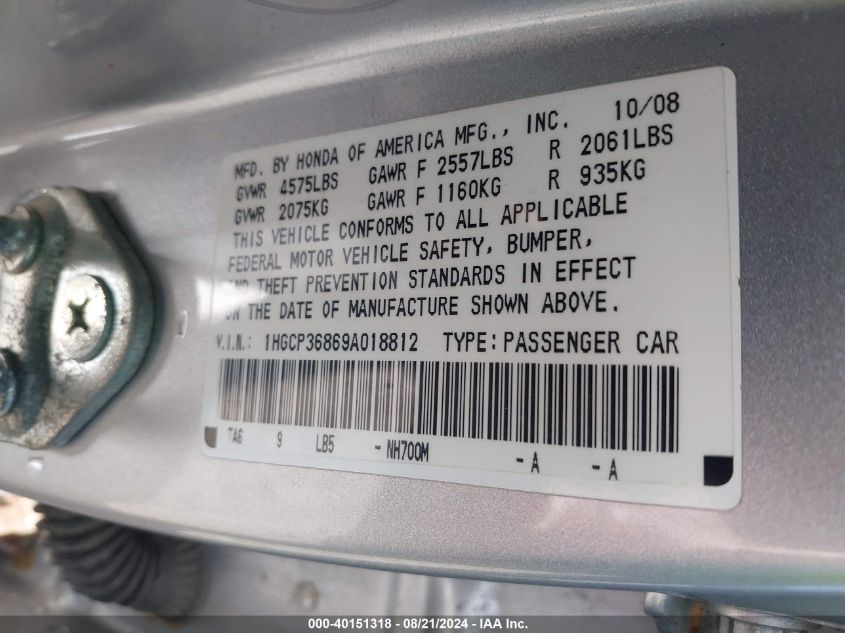 10/08
MFD. BY HONDA OF AMERICA MFG., INC.
GVWR 4575LBS GAWR F 2557LBS R 2061LBS
GVWR 2075KG GAWR F 1160KG R 935KG
THIS VEHICLE CONFORMS TO ALL APPLICABLE
FEDERAL MOTOR VEHICLE SAFETY, BUMPER,
AND THEFT PREVENTION STANDARDS IN EFFECT
ON THE DATE OF MANUFACTURE SHOWN ABOVE.
V.I.N.: 1HGCP36869A018812 TYPE:PASSENGER CAR
TA6 9 LB5 -NH700M -A -A
000-40151318 - 08/21/2024 - IAA Inc.